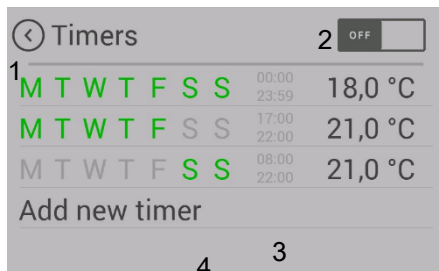 Timers 2 OFF
1
M T W T F S S 00:00 23:59 18,0 °C
M T W T F S S 17:00 22:00 21,0 °C
M T W T F S S 08:00 22:00 21,0 °C
Add new timer
3
4